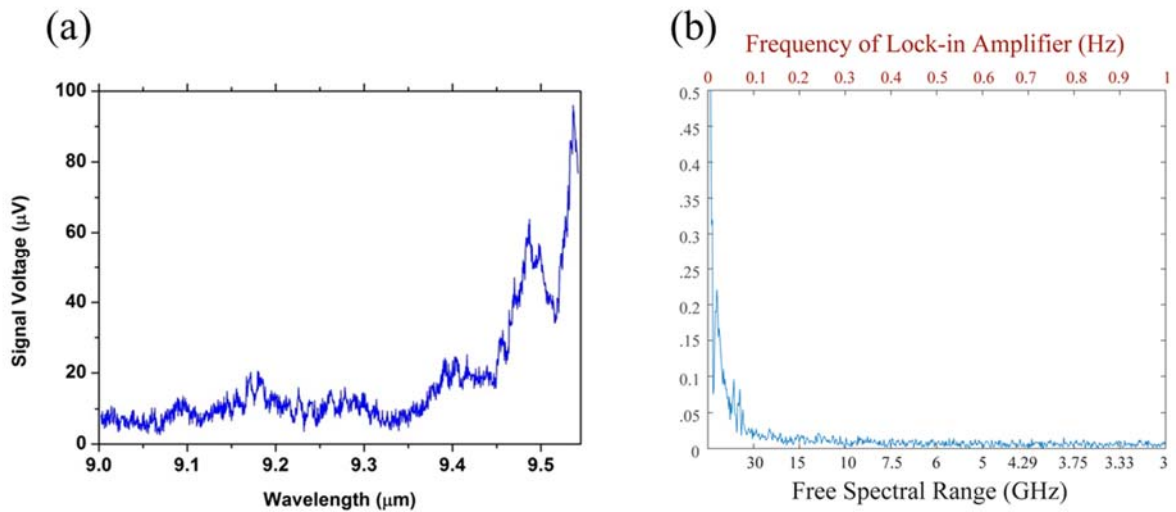 (a)
100
80
60
40
20
0
Signal Voltage (μV)
9.0 9.1 9.2 9.3 9.4 9.5
Wavelength (μm)
(b)
Frequency of Lock-in Amplifier (Hz)
0 0.1 0.2 0.3 0.4 0.5 0.6 0.7 0.8 0.9 1
0.5
.45
0.4
.35
0.3
.25
0.2
.15
0.1
.05
0
30 15 10 7.5 6 5 4.29 3.75 3.33 3
Free Spectral Range (GHz)